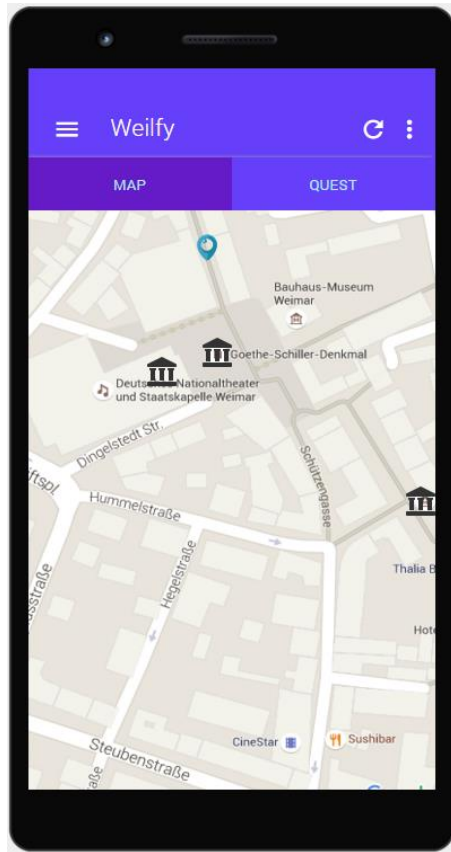 Weilfy
MAP
QUEST
Bauhaus-Museum
Weimar
Goethe-Schiller-Denkmal
Nationaltheater
und Staatskapelle Weimar
Dingelstedt Str.
Schützengasse
Hummelstraße
Hegelstraße
Thalia B
Hote
CineStar
Sushibar
Steubenstraße